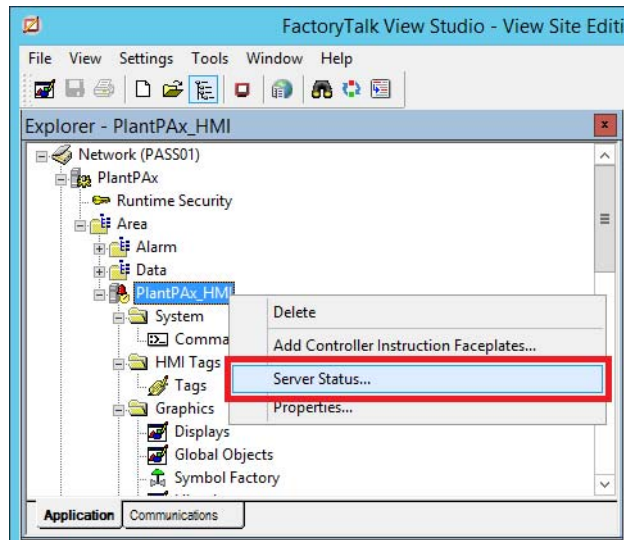 FactoryTalk View Studio - View Site Editi
File View Settings Tools Window Help
Explorer - PlantPAx_HMI
x
Network (PASS01)
PlantPAx
Runtime Security
Area
Alarm
Data
PlantPAx_HMI
Delete
System
Comma
Add Controller Instruction Faceplates...
HMI Tags
Server Status...
Tags
Properties...
Graphics
Displays
Global Objects
Symbol Factory
Application Communications